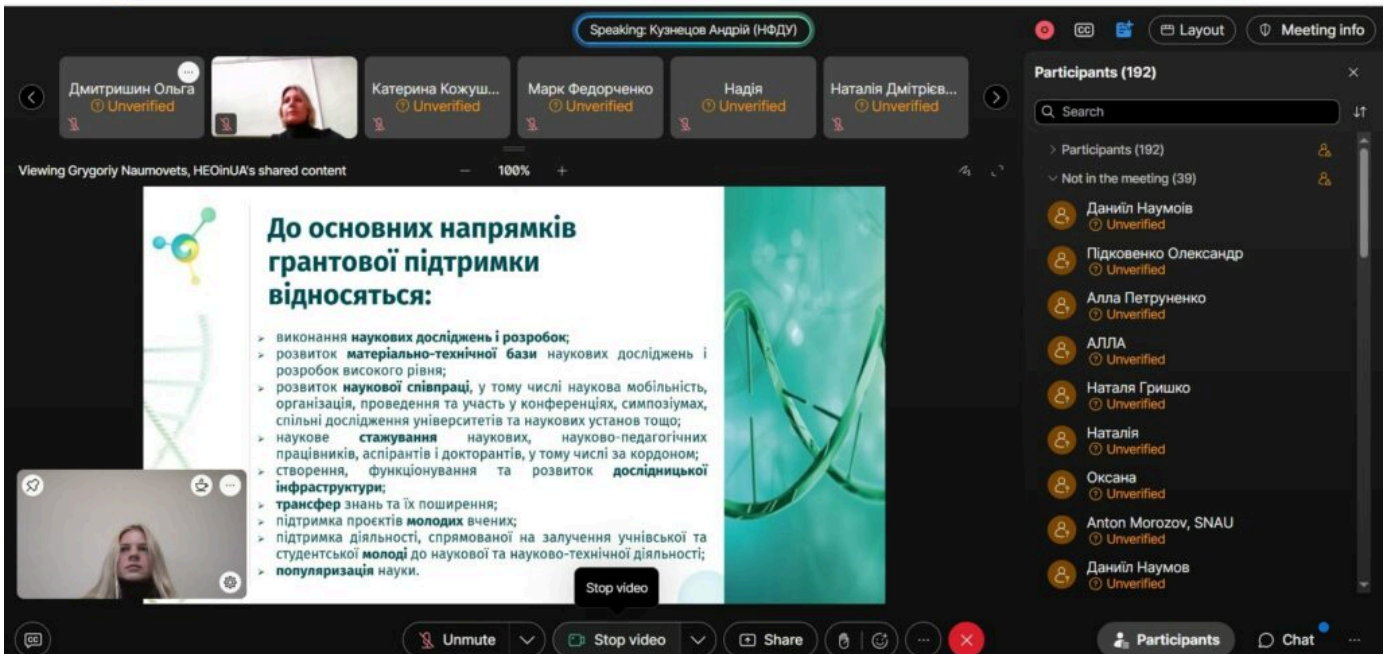 Speaking: Кузнецов Андрій (НФДУ)
CC
Layout
Meeting info
Дмитришин Ольга
Unverified
Катерина Кожуш...
Unverified
Марк Федорченко
Unverified
Надія
Unverified
Наталія Дмітрієв...
Unverified
Participants (192)
Search
Viewing Grygoriy Naumovets, HEOinUA's shared content
100%
Participants (192)
Not in the meeting (39)
Даниїл Наумоів
Unverified
Підковенко Олександр
Unverified
Алла Петруненко
Unverified
АЛЛА
Unverified
Наталя Гришко
Unverified
Наталія
Unverified
Оксана
Unverified
Anton Morozov, SNAU
Unverified
Даниїл Наумов
Unverified
До основних напрямків
грантової підтримки
відносяться:
виконання наукових досліджень і розробок;
розвиток матеріально-технічної бази наукових досліджень і
розробок високого рівня;
розвиток наукової співпраці, у тому числі наукова мобільність,
організація, проведення та участь у конференціях, симпозіумах,
спільні дослідження університетів та наукових установ тощо;
наукове стажування наукових, науково-педагогічних
працівників, аспірантів і докторантів, у тому числі за кордоном;
створення, функціонування та розвиток дослідницької
інфраструктури;
трансфер знань та їх поширення;
підтримка проєктів молодих вчених;
підтримка діяльності, спрямованої на залучення учнівської та
студентської молоді до наукової та науково-технічної діяльності;
популяризація науки.
Stop video
CC
Unmute
Stop video
Share
Participants
Chat